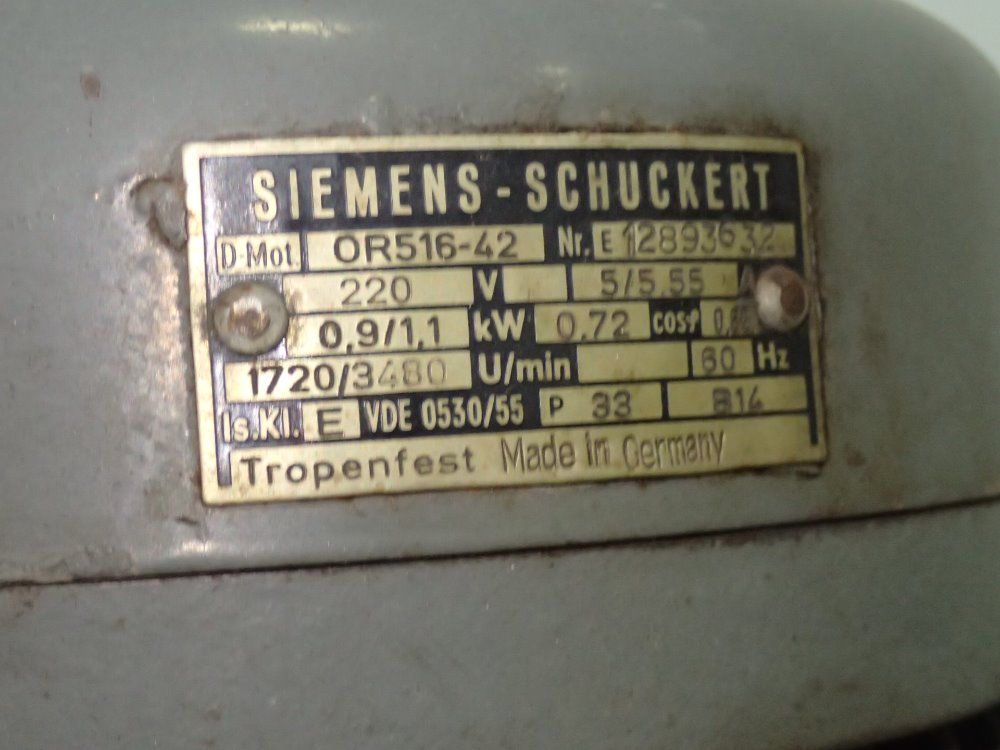 SIEMENS-SCHUCKERT
D-Mot. OR516-42 Nr. E 12893632
220 V 5/5,55 A
0,9/1,1 kW 0,72 cosφ
1720/3480 U/min 60 Hz
Is.Kl. E VDE 0530/55 P 33 B14
Tropenfest Made in Germany